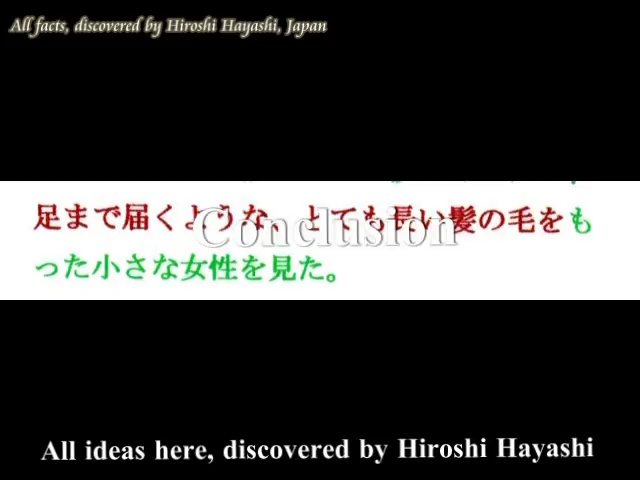 All facts, discovered by Hiroshi Hayashi, Japan
足まで届くような、とても長い髪の毛をも
Conclusion
った小さな女性を見た。
All ideas here, discovered by Hiroshi Hayashi